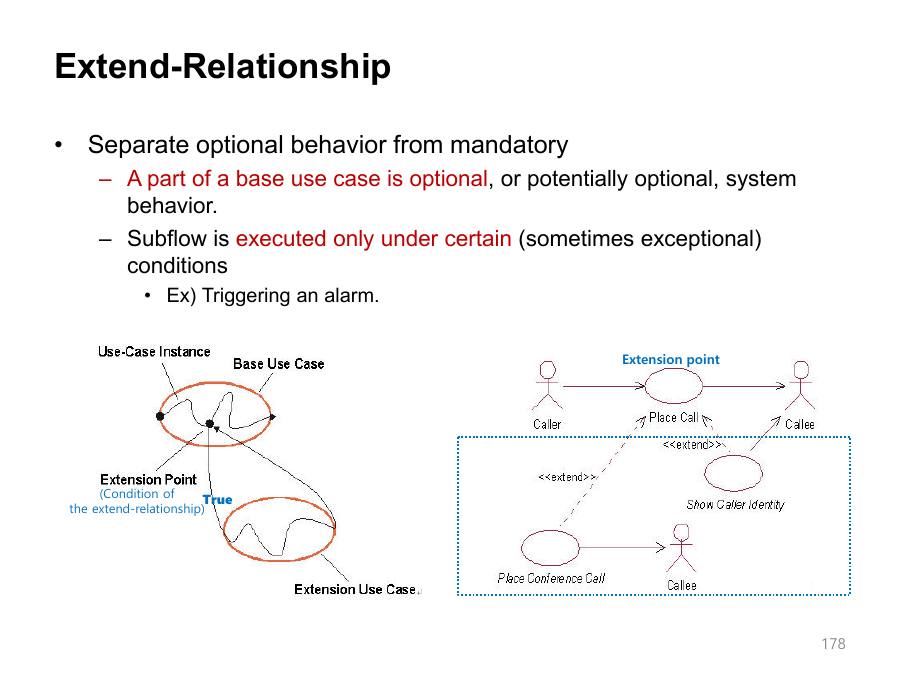 Extend-Relationship
• Separate optional behavior from mandatory
– A part of a base use case is optional, or potentially optional, system
behavior.
– Subflow is executed only under certain (sometimes exceptional)
conditions
• Ex) Triggering an alarm.
Use-Case Instance
Base Use Case
Extension Point
(Condition of
the extend-relationship)
True
Extension Use Case.
Extension point
Caller
Place Call
Callee
<<extend>>
<<extend>>
Show Caller Identity
Place Conference Call
Callee
178